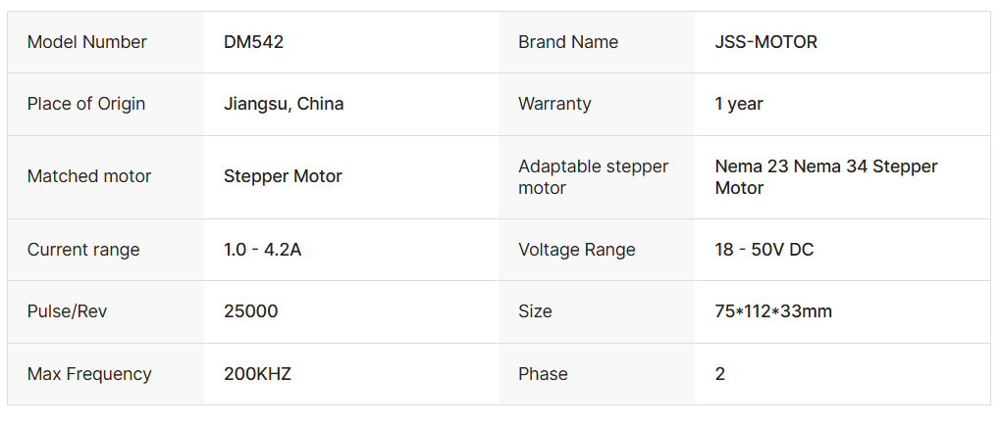 Model Number DM542 Brand Name JSS-MOTOR
Place of Origin Jiangsu, China Warranty 1 year
Matched motor Stepper Motor Adaptable stepper motor Nema 23 Nema 34 Stepper Motor
Current range 1.0 - 4.2A Voltage Range 18 - 50V DC
Pulse/Rev 25000 Size 75*112*33mm
Max Frequency 200KHZ Phase 2